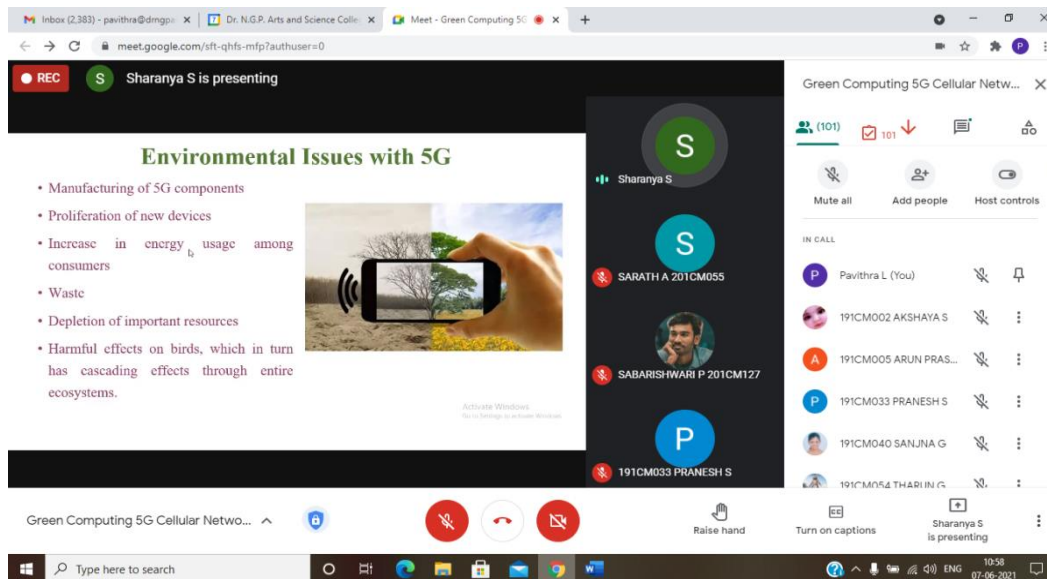 Inbox (2,383) - pavithra@drngpa
Dr. N.G.P. Arts and Science Colle
Meet - Green Computing 5G
meet.google.com/sft-qhfs-mfp?authuser=0
P
REC
S
Sharanya S is presenting
Green Computing 5G Cellular Netw...
(101)
101
Environmental Issues with 5G
• Manufacturing of 5G components
• Proliferation of new devices
• Increase in energy usage among
consumers
• Waste
• Depletion of important resources
• Harmful effects on birds, which in turn
has cascading effects through entire
ecosystems.
Activate Windows
Go to Settings to activate Windows.
S
Sharanya S
S
SARATH A 201CM055
SABARISHWARI P 201CM127
P
191CM033 PRANESH S
Mute all
Add people
Host controls
IN CALL
P
Pavithra L (You)
191CM002 AKSHAYA S
A
191CM005 ARUN PRAS...
P
191CM033 PRANESH S
191CM040 SANJNA G
191CM054 THARUN G
Green Computing 5G Cellular Netwo...
Raise hand
CC
Turn on captions
Sharanya S
is presenting
Type here to search
W
ENG
10:58
07-06-2021